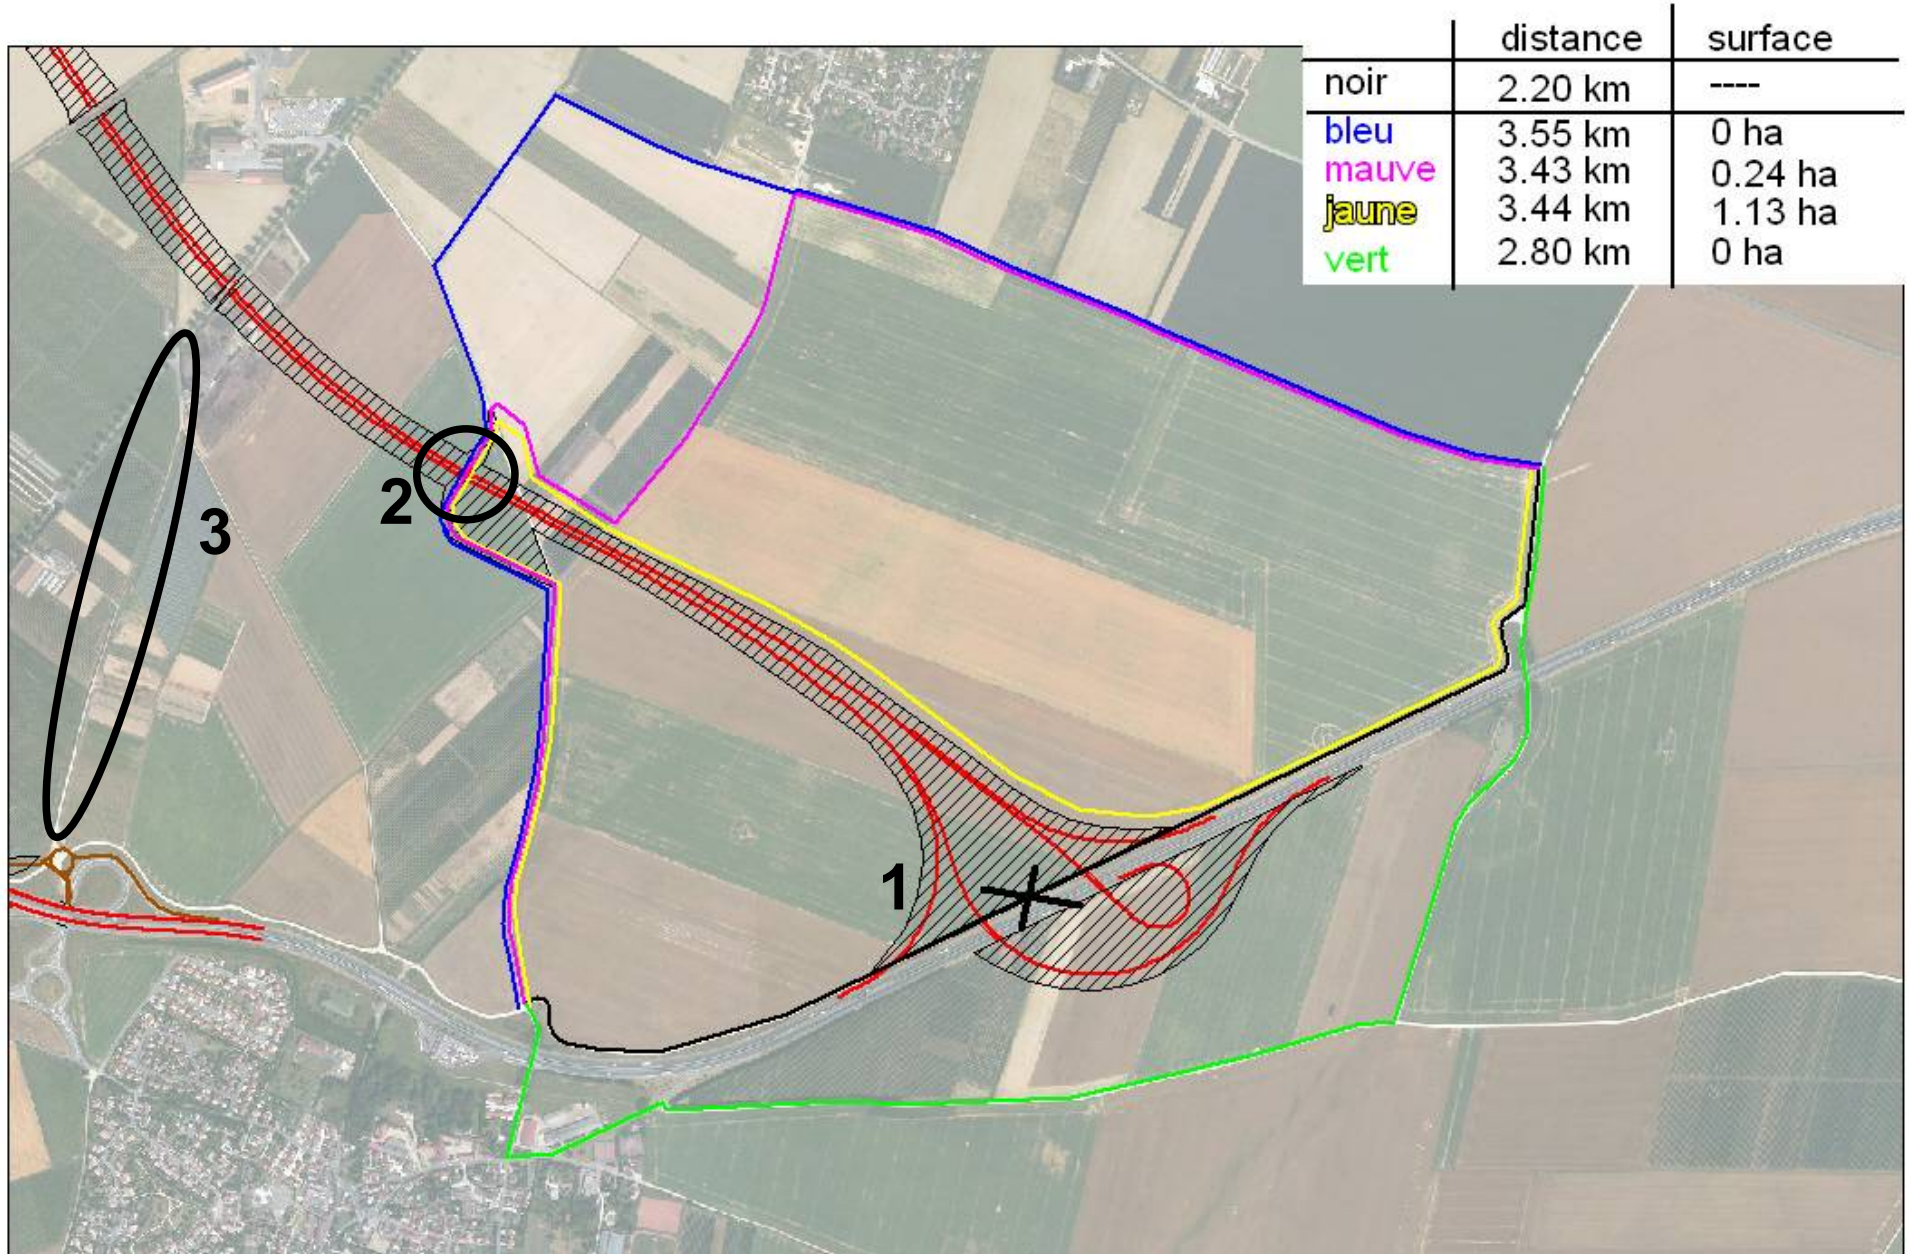 distance surface
noir 2.20 km ----
bleu 3.55 km 0 ha
mauve 3.43 km 0.24 ha
jaune 3.44 km 1.13 ha
vert 2.80 km 0 ha
2
3
1